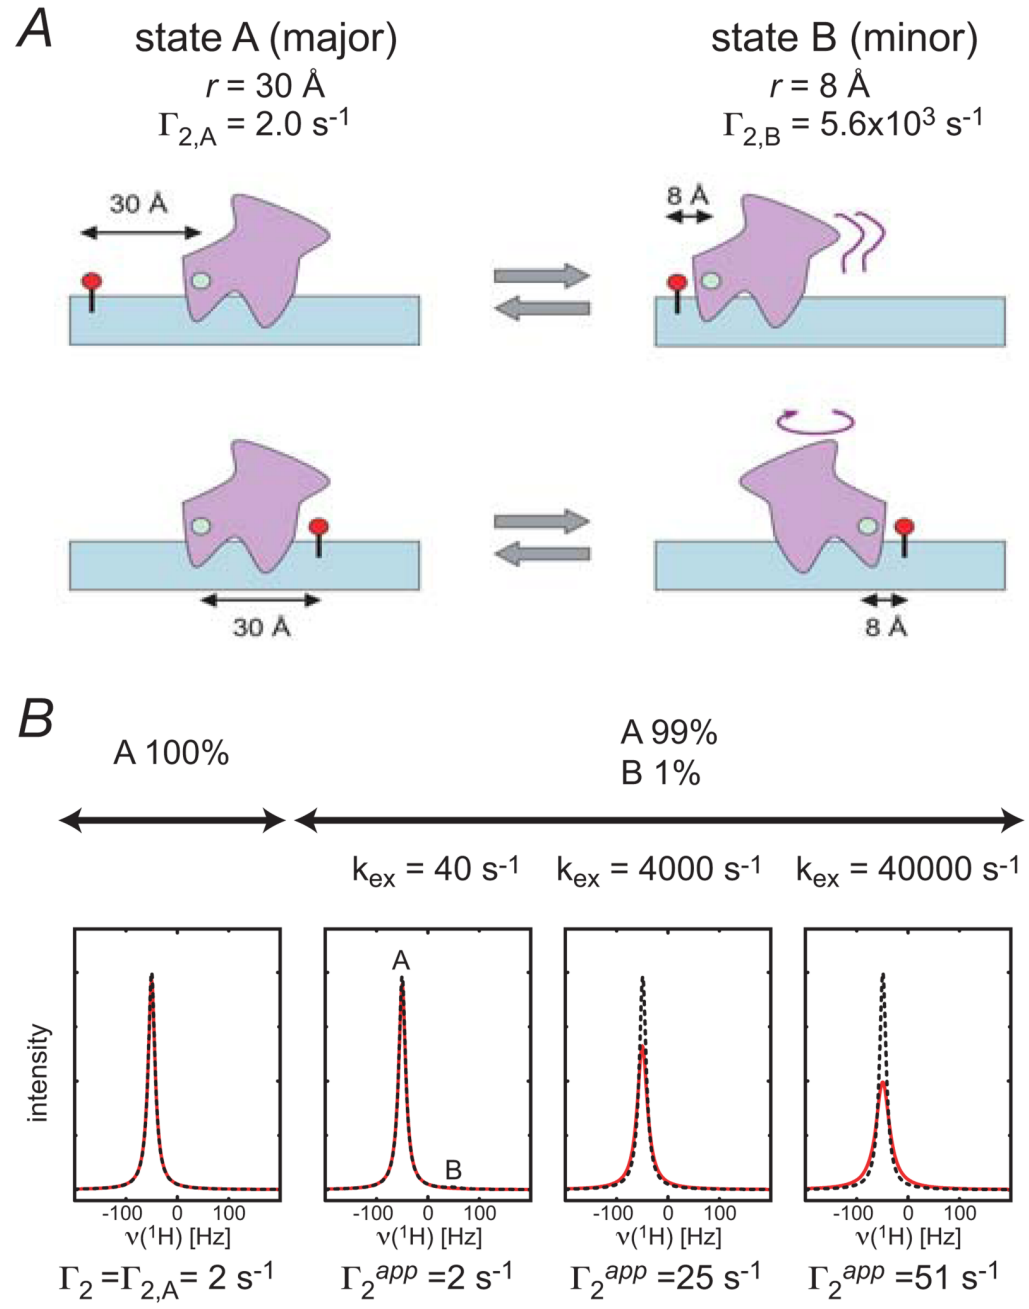 A
state A (major)
r = 30 Å
Γ2,A = 2.0 s-1
state B (minor)
r = 8 Å
Γ2,B = 5.6x10³ s-1
30 Å
8 Å
30 Å
8 Å
B
A 100%
A 99%
B 1%
kex = 40 s-1
kex = 4000 s-1
kex = 40000 s-1
intensity
A
B
-100 0 100
-100 0 100
-100 0 100
-100 0 100
ν(¹H) [Hz]
ν(¹H) [Hz]
ν(¹H) [Hz]
ν(¹H) [Hz]
Γ2 =Γ2,A= 2 s-1
Γ2app =2 s-1
Γ2app =25 s-1
Γ2app =51 s-1